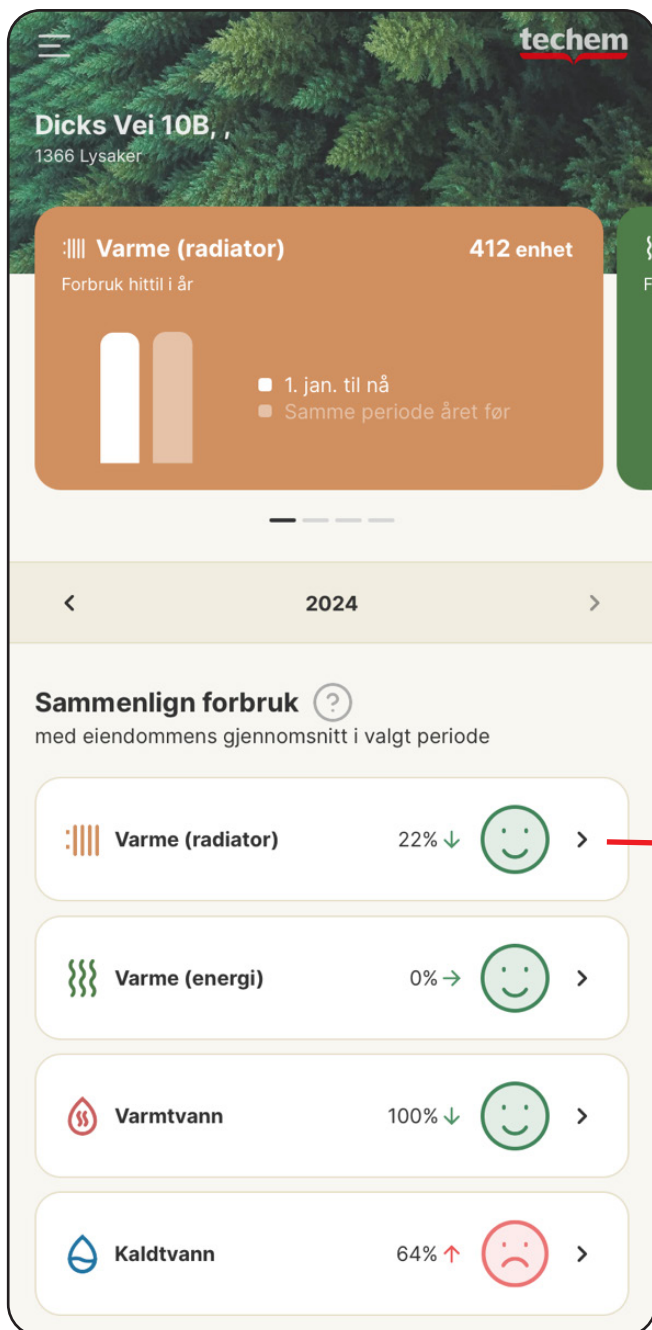 techem
Dicks Vei 10B, ,
1366 Lysaker
Varme (radiator) 412 enhet
Forbruk hittil i år
F
1. jan. til nå
Samme periode året før
2024
Sammenlign forbruk ?
med eiendommens gjennomsnitt i valgt periode
Varme (radiator) 22% ↓
Varme (energi) 0% →
Varmtvann 100% ↓
Kaldtvann 64% ↑